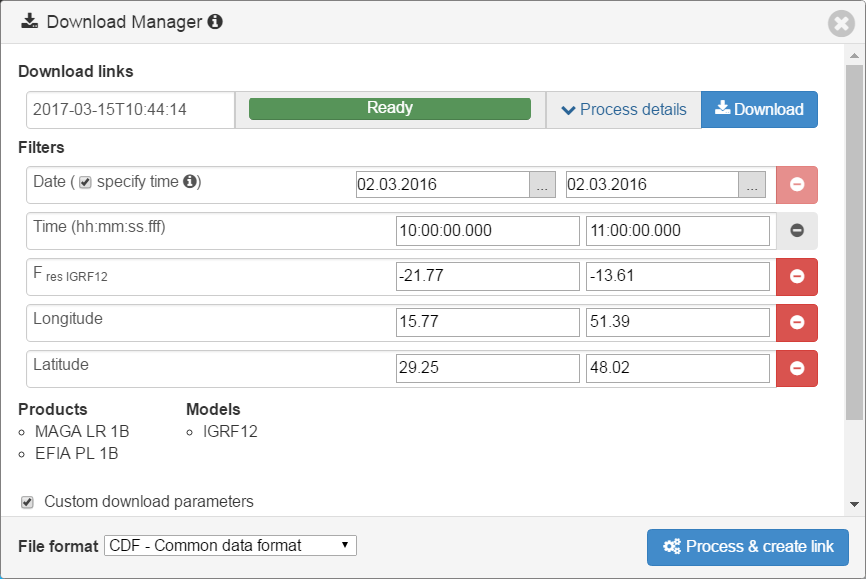 Download Manager
Download links
2017-03-15T10:44:14 Ready Process details Download
Filters
Date ( specify time ) 02.03.2016 ... 02.03.2016 ...
Time (hh:mm:ss.fff) 10:00:00.000 11:00:00.000
F res IGRF12 -21.77 -13.61
Longitude 15.77 51.39
Latitude 29.25 48.02
Products Models
MAGA LR 1B IGRF12
EFIA PL 1B
Custom download parameters
File format CDF - Common data format Process & create link